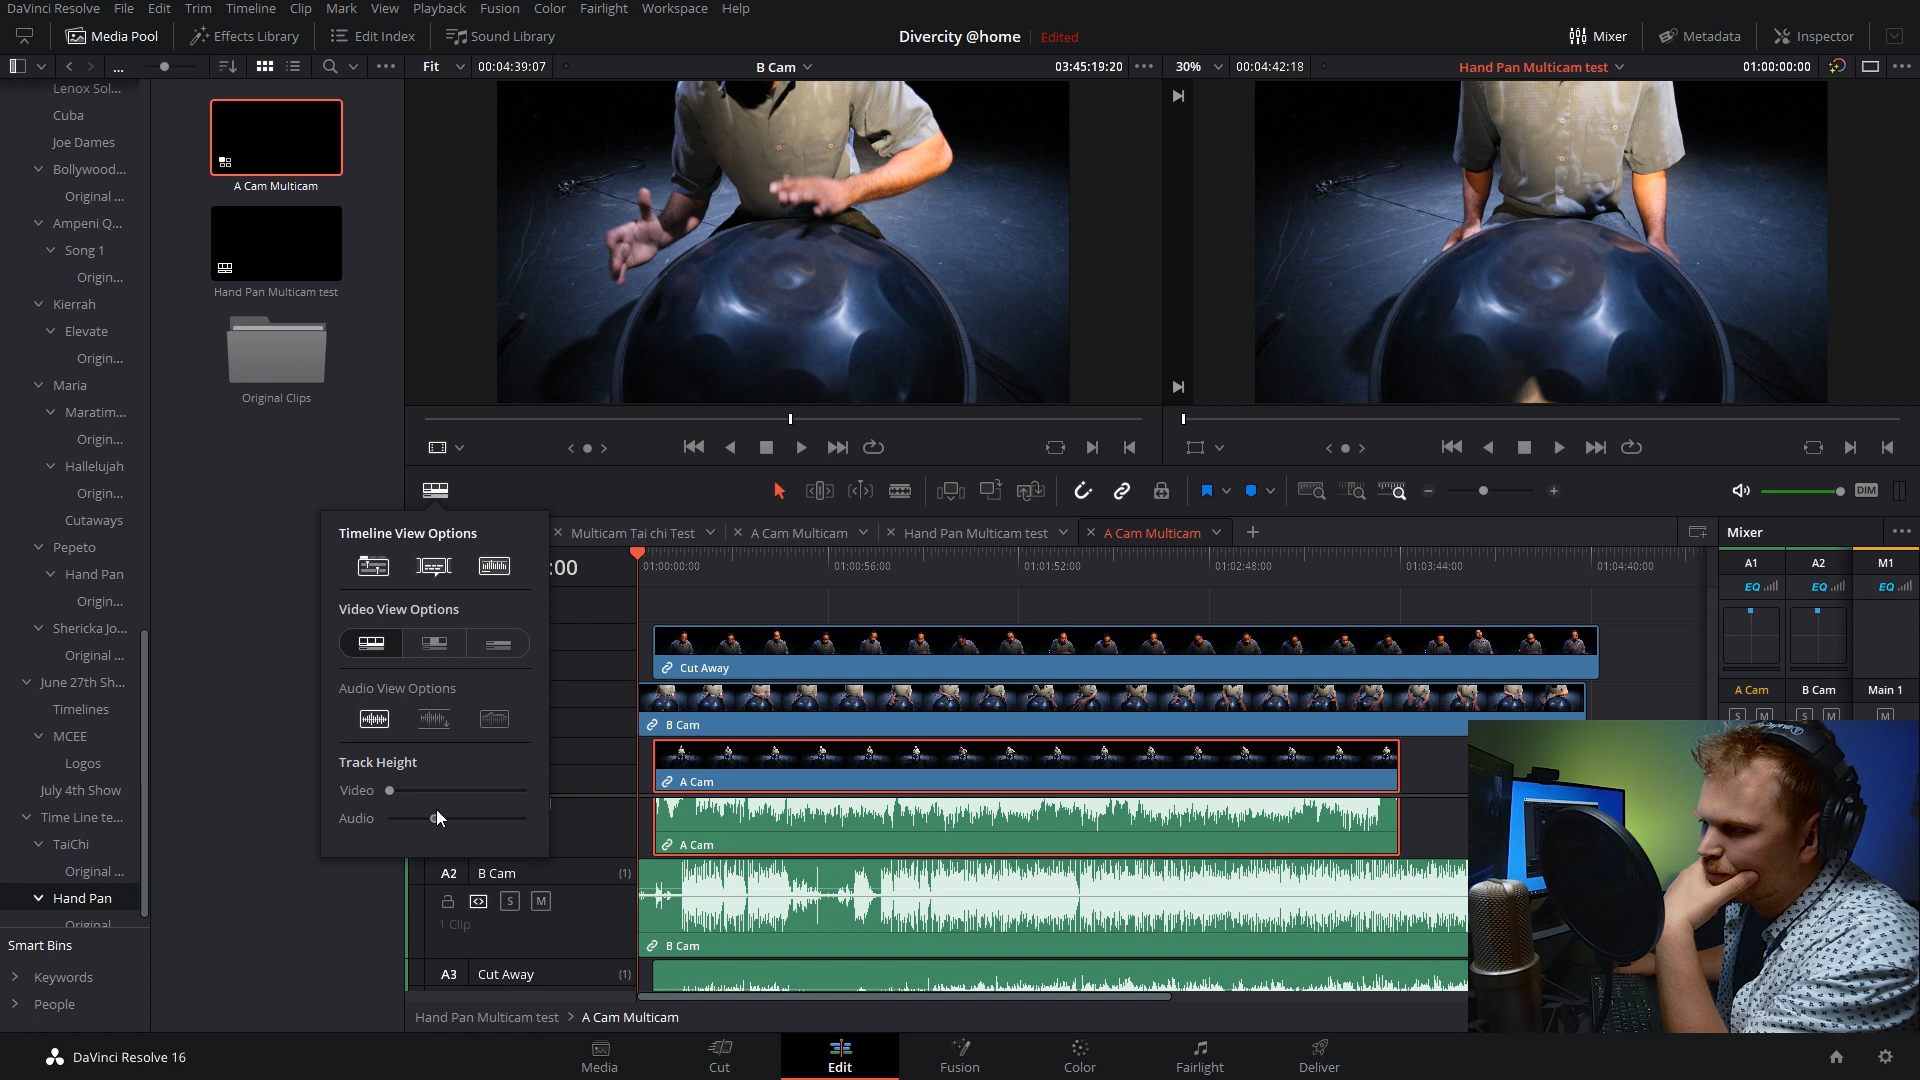 DaVinci Resolve File Edit Trim Timeline Clip Mark View Playback Fusion Color Fairlight Workspace Help
Media Pool Effects Library Edit Index Sound Library Divercity @home Edited Mixer Metadata Inspector
Fit 00:04:39:07 B Cam 03:45:19:20 30% 00:04:42:18 Hand Pan Multicam test 01:00:00:00
Lenox Sol...
Cuba
Joe Dames
Bollywood...
Original ...
Ampeni Q...
Song 1
Origin...
Kierrah
Elevate
Origin...
Maria
Maratim...
Origin...
Hallelujah
Origin...
Cutaways
Pepeto
Hand Pan
Origin...
Shericka Jo...
Original ...
June 27th Sh...
Timelines
MCEE
Logos
July 4th Show
Time Line te...
TaiChi
Original ...
Hand Pan
Original
Smart Bins
Keywords
People
A Cam Multicam
Hand Pan Multicam test
Original Clips
DIM
Timeline View Options
Video View Options
Audio View Options
Track Height
Video
Audio
Multicam Tai chi Test A Cam Multicam Hand Pan Multicam test A Cam Multicam
:00 01:00:00:00 01:00:56:00 01:01:52:00 01:02:48:00 01:03:44:00 01:04:40:00
Cut Away
B Cam
A Cam
A Cam
A2 B Cam (1)
S M
1 Clip
B Cam
A3 Cut Away (1)
Mixer
A1 A2 M1
EQ EQ EQ
A Cam B Cam Main 1
S M S M M
Hand Pan Multicam test > A Cam Multicam
DaVinci Resolve 16 Media Cut Edit Fusion Color Fairlight Deliver